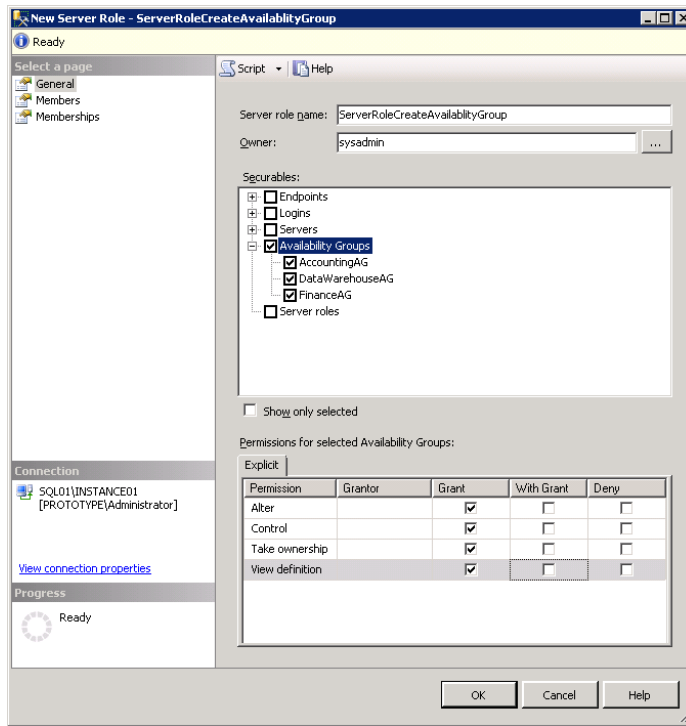 New Server Role - ServerRoleCreateAvailablityGroup
Ready
Select a page
General
Members
Memberships
Script
Help
Server role name: ServerRoleCreateAvailablityGroup
Owner: sysadmin ...
Securables:
Endpoints
Logins
Servers
Availability Groups
AccountingAG
DataWarehouseAG
FinanceAG
Server roles
Show only selected
Permissions for selected Availability Groups:
Explicit
Permission Grantor Grant With Grant Deny
Alter
Control
Take ownership
View definition
Connection
SQL01\INSTANCE01
[PROTOTYPE\Administrator]
View connection properties
Progress
Ready
OK Cancel Help